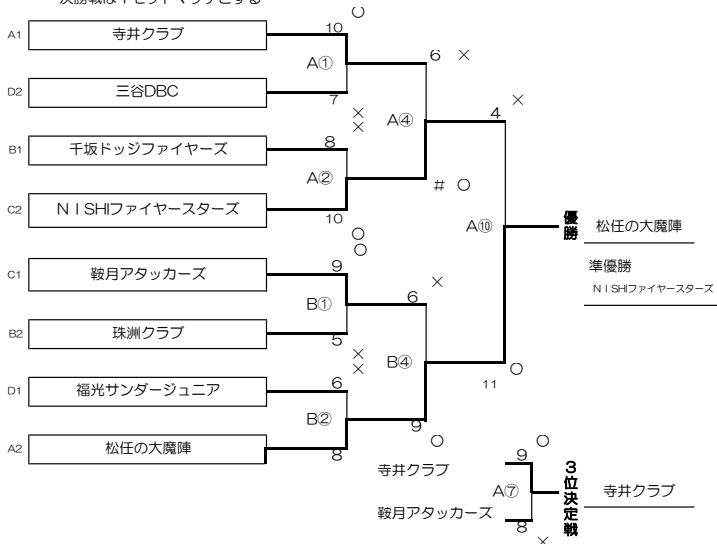 決勝戦は1セットマッチとする
○
A1 寺井クラブ 10
A①
6 ×
D2 三谷DBC 7
×
×
A④
4 ×
B1 千坂ドッジファイヤーズ 8
A②
# ○
C2 NISHIファイヤースターズ 10
○
○
A⑩
優勝 松任の大魔陣
準優勝
NISHIファイヤースターズ
C1 鞍月アタッカーズ 9
B①
6 ×
B2 珠洲クラブ 5
×
×
B④
11 ○
D1 福光サンダージュニア 6
B②
9 ○
A2 松任の大魔陣 8
寺井クラブ 9 ○
A⑦
3位決定戦 寺井クラブ
鞍月アタッカーズ 8
×